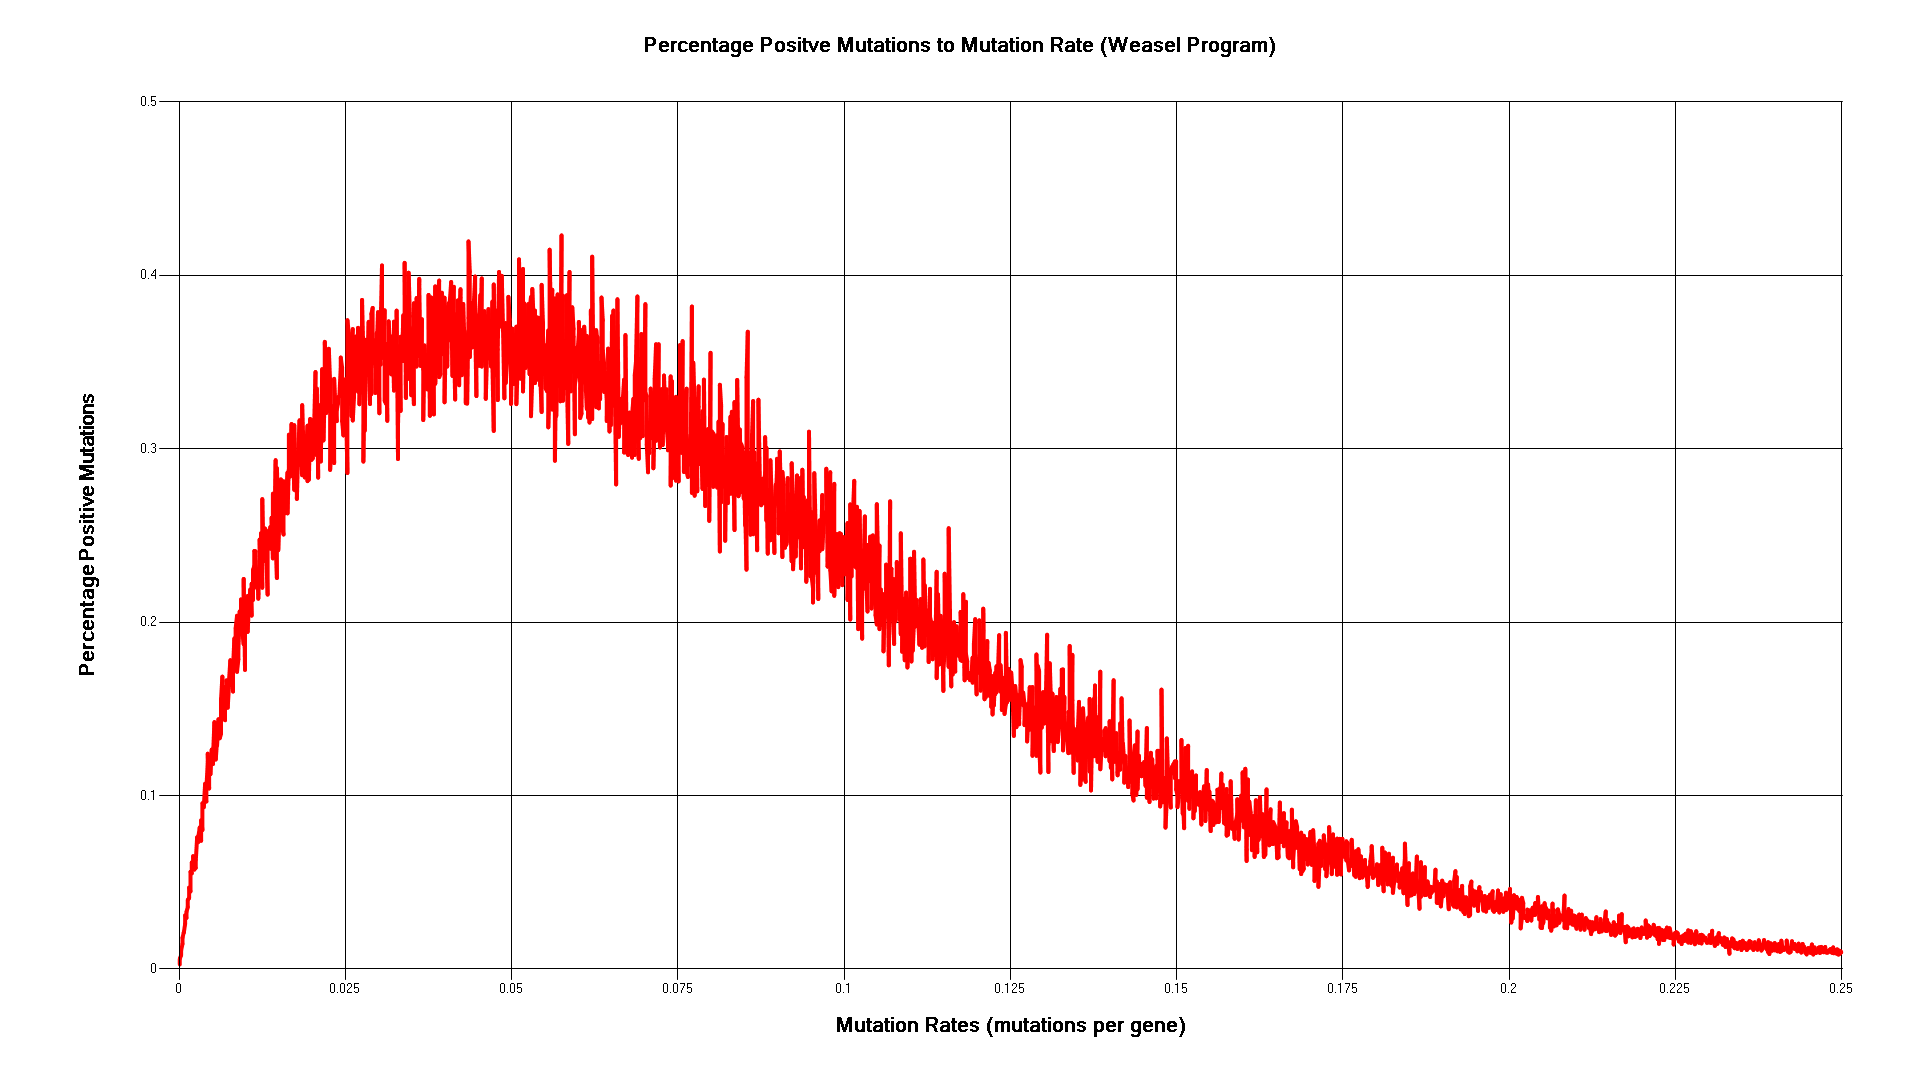 Percentage Positve Mutations to Mutation Rate (Weasel Program)
0.5
0.4
0.3
0.2
0.1
0
Percentage Positive Mutations
0 0.025 0.05 0.075 0.1 0.125 0.15 0.175 0.2 0.225 0.25
Mutation Rates (mutations per gene)